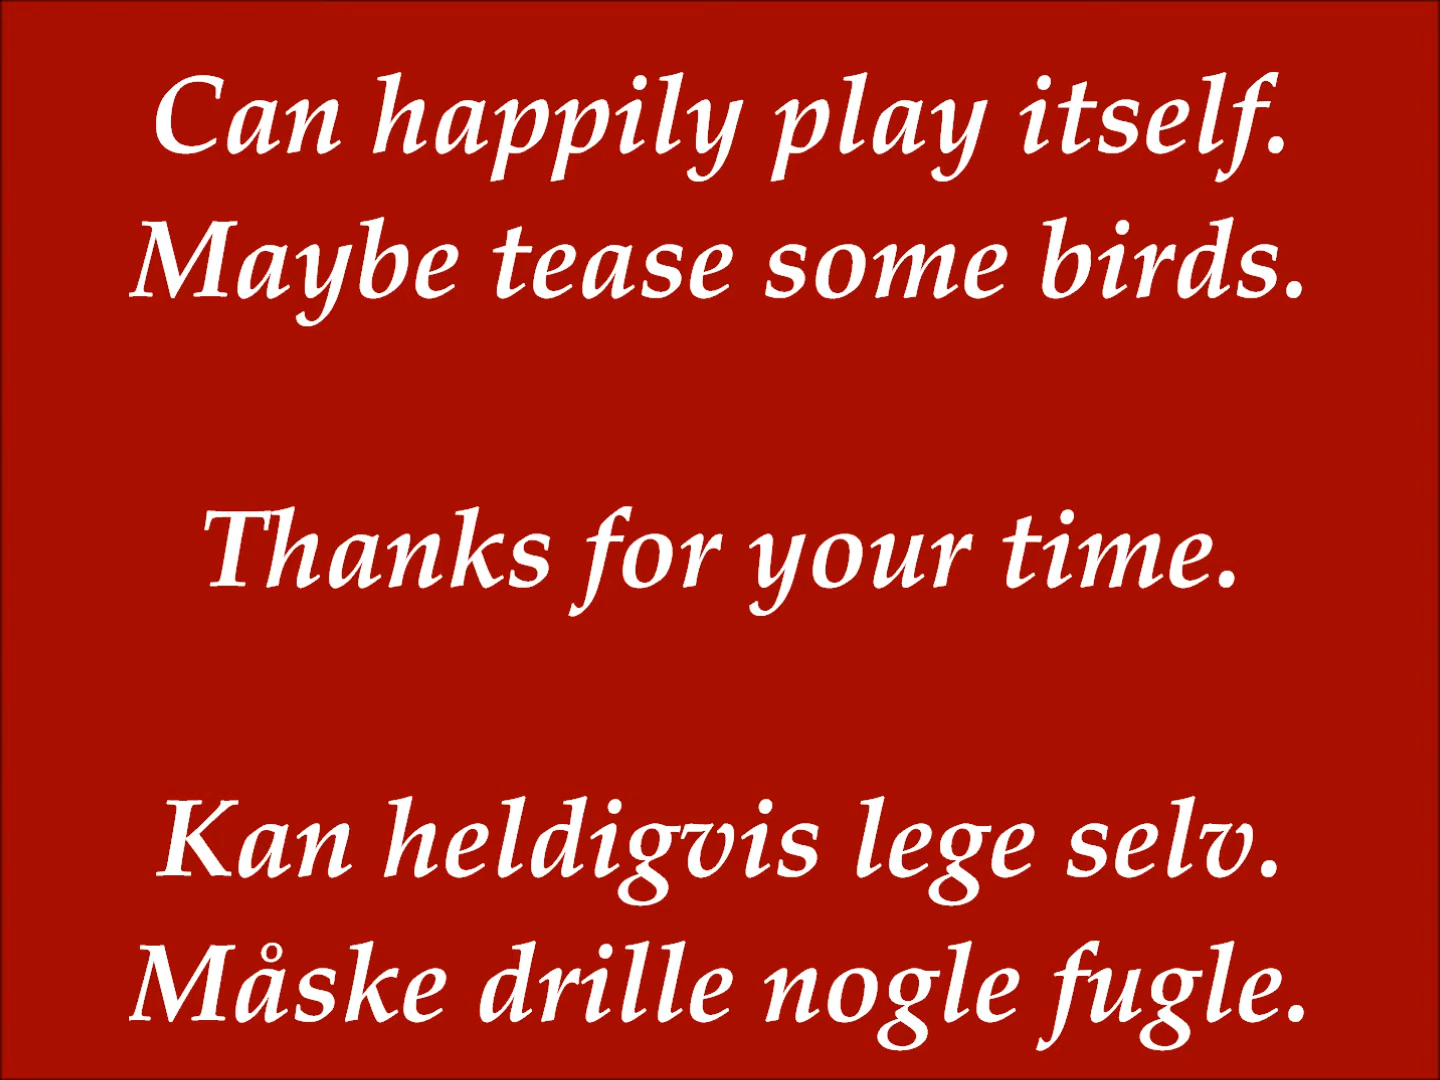 Can happily play itself.
Maybe tease some birds.
Thanks for your time.
Kan heldigvis lege selv.
Måske drille nogle fugle.